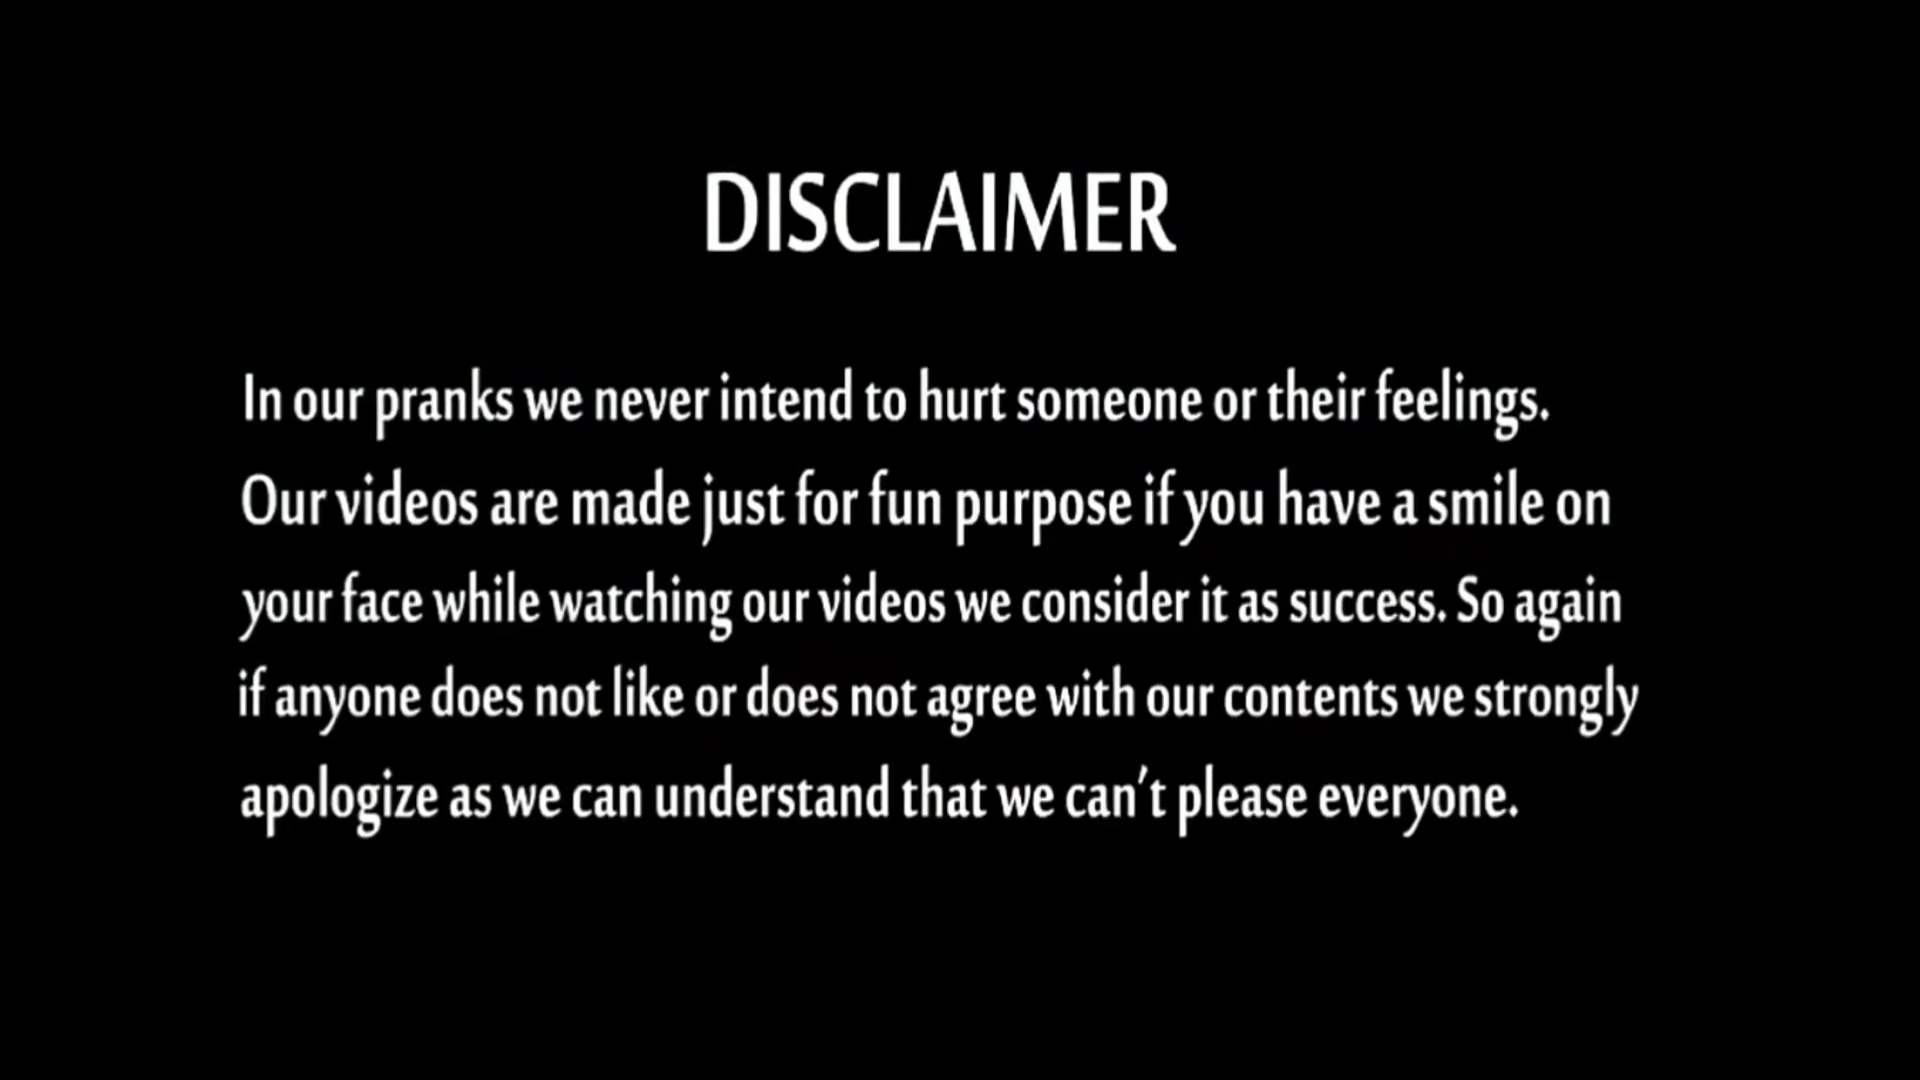 DISCLAIMER
In our pranks we never intend to hurt someone or their feelings.
Our videos are made just for fun purpose if you have a smile on
your face while watching our videos we consider it as success. So again
if anyone does not like or does not agree with our contents we strongly
apologize as we can understand that we can't please everyone.